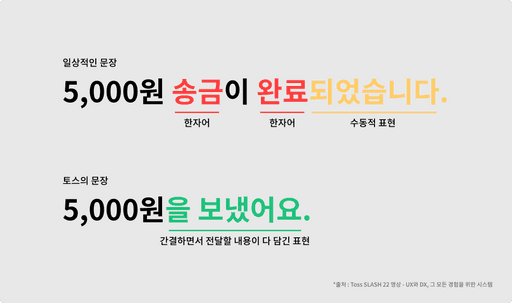 일상적인 문장
5,000원 송금이 완료되었습니다.
한자어 한자어 수동적 표현
토스의 문장
5,000원을 보냈어요.
간결하면서 전달할 내용이 다 담긴 표현
*출처 : Toss SLASH 22 영상 - UX와 DX, 그 모든 경험을 위한 시스템